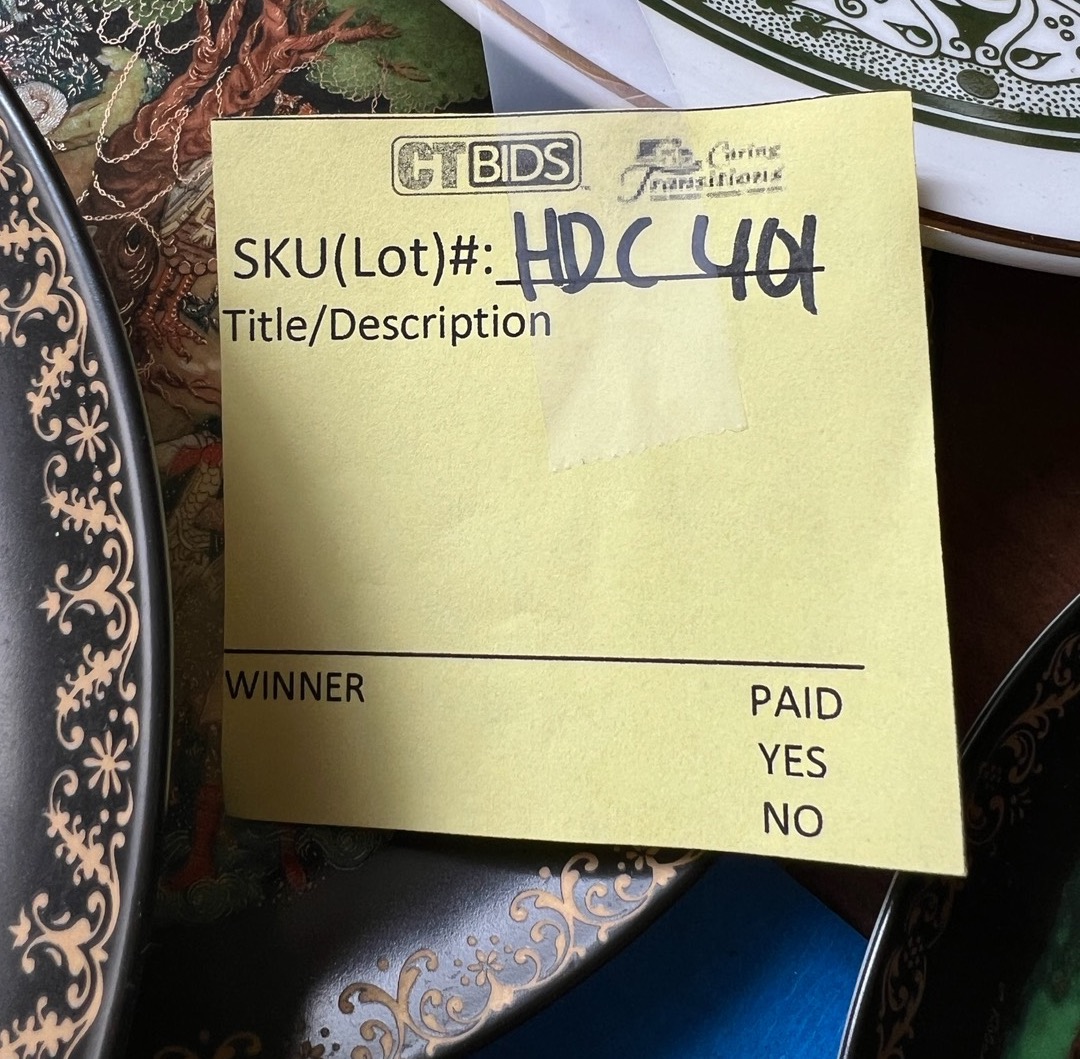 CTBIDS Caring
Transitions
SKU(Lot)#: HDC 401
Title/Description
WINNER PAID
YES
NO